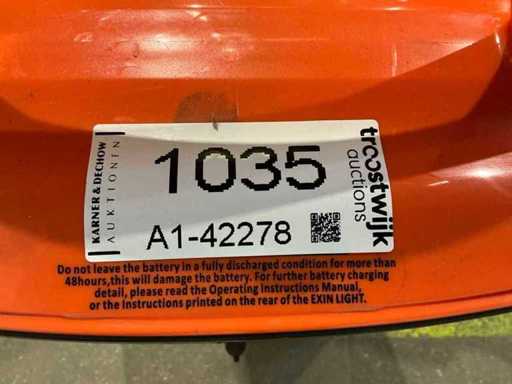 KARNER & DECHOW
AUKTIONEN
1035
A1-42278
troostwijk
auctions
Do not leave the battery in a fully discharged condition for more than
48hours,this will damage the battery. For further battery charging
detail, please read the Operating Instructions Manual,
or the Instructions printed on the rear of the EXIN LIGHT.